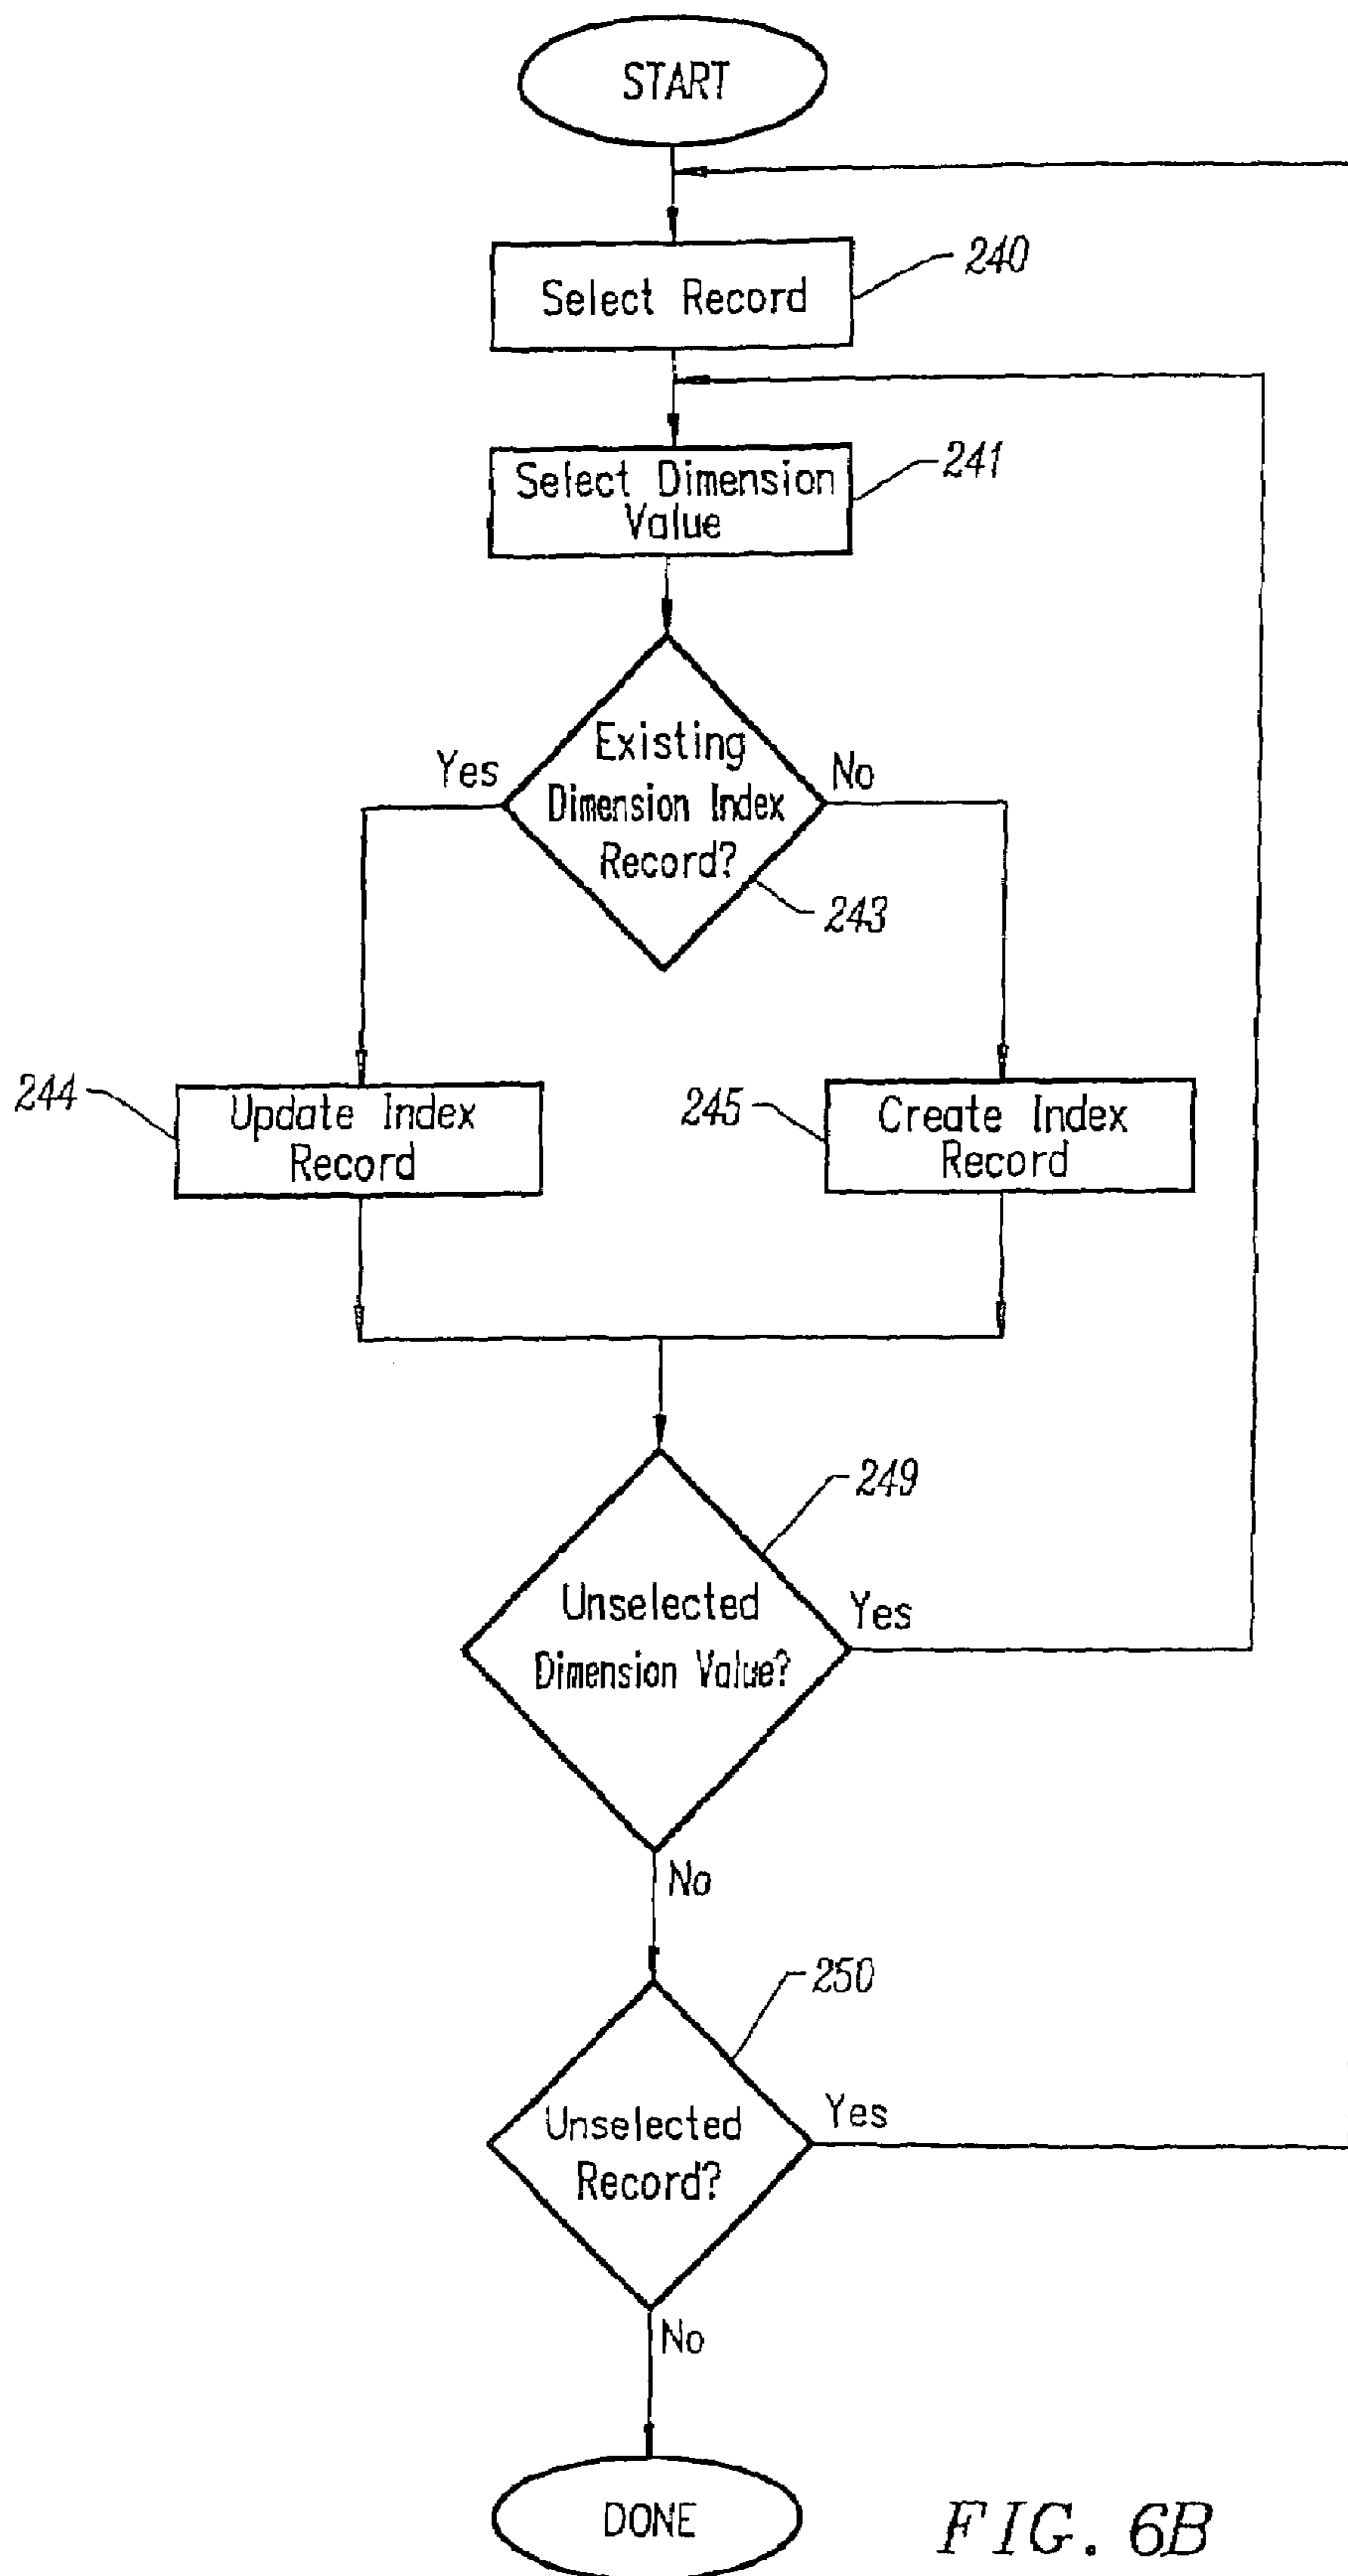 START
Select Record
240
Select Dimension
Value
241
Existing
Dimension Index
Record?
Yes
No
243
244
Update Index
Record
245
Create Index
Record
249
Unselected
Dimension Value?
Yes
No
250
Unselected
Record?
Yes
No
DONE
FIG. 6B